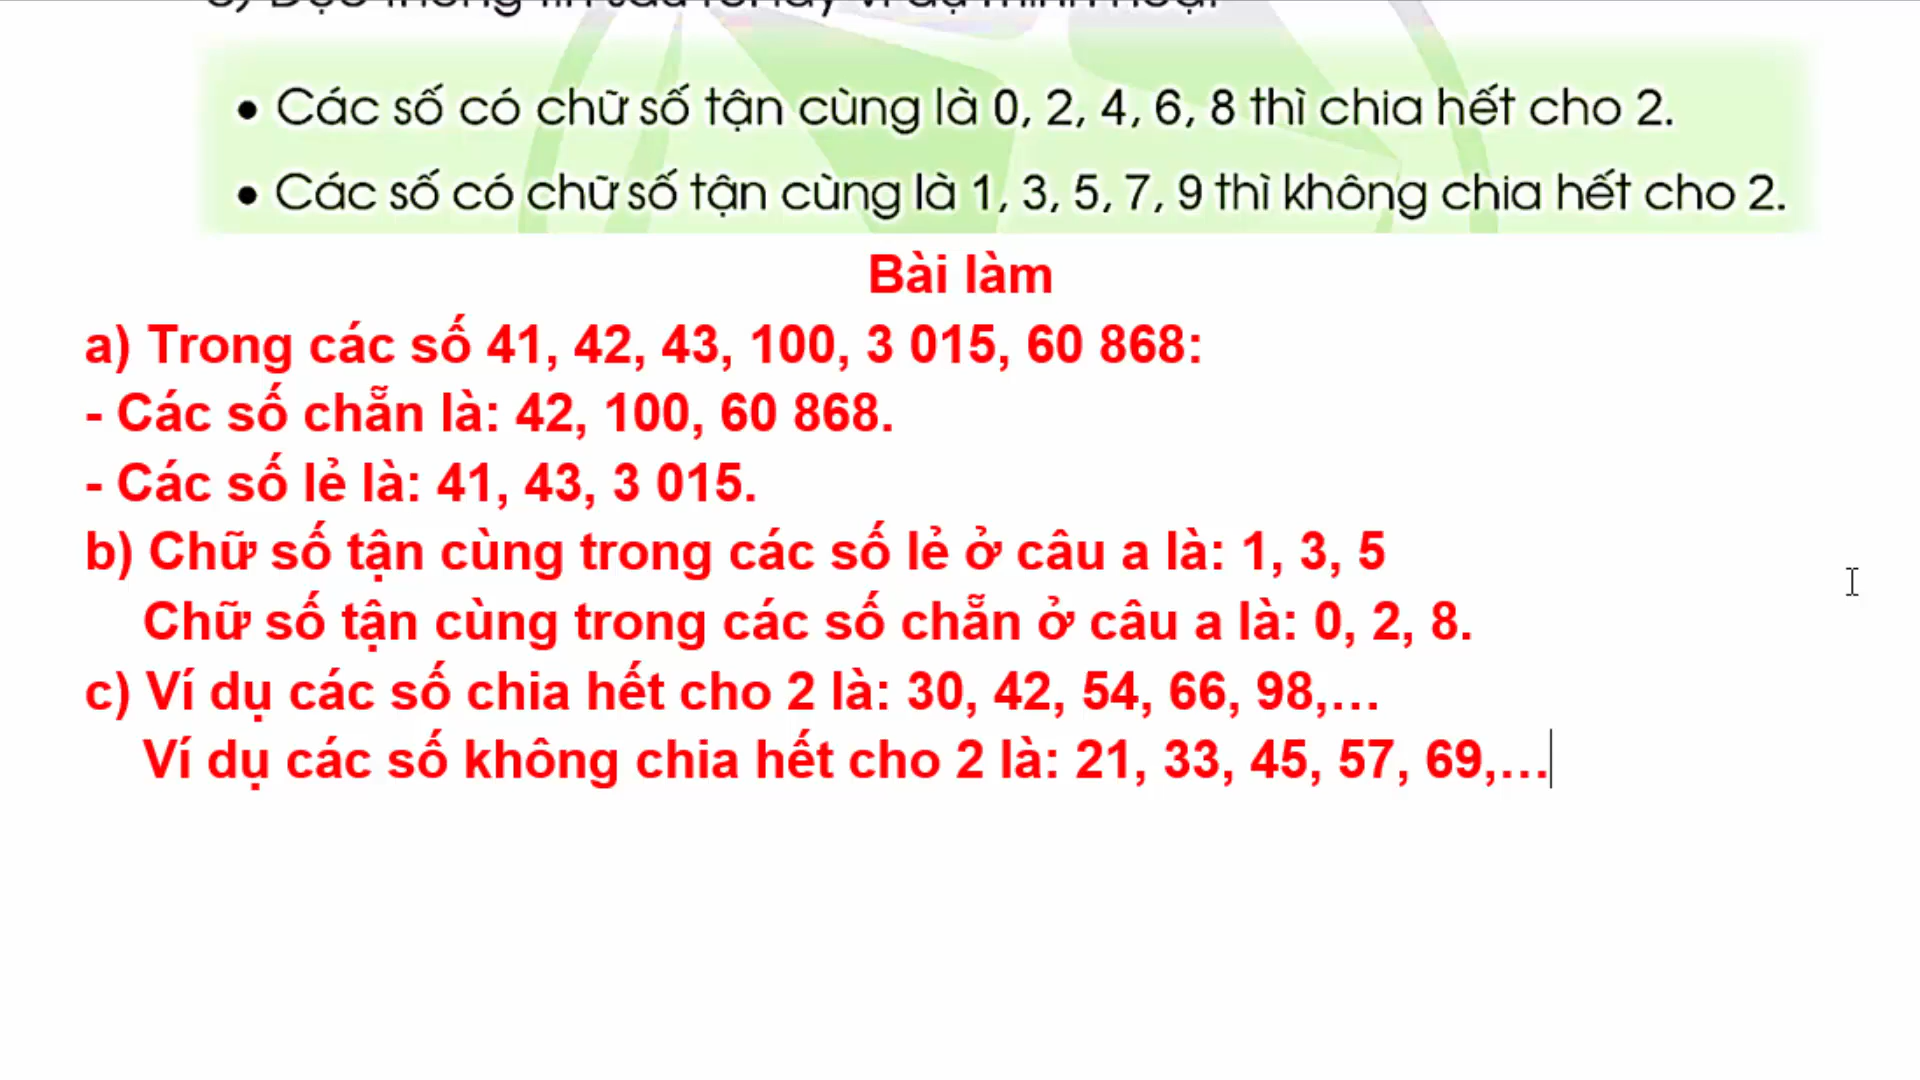 • Các số có chữ số tận cùng là 0, 2, 4, 6, 8 thì chia hết cho 2.
• Các số có chữ số tận cùng là 1, 3, 5, 7, 9 thì không chia hết cho 2.
Bài làm
a) Trong các số 41, 42, 43, 100, 3 015, 60 868:
- Các số chẵn là: 42, 100, 60 868.
- Các số lẻ là: 41, 43, 3 015.
b) Chữ số tận cùng trong các số lẻ ở câu a là: 1, 3, 5
Chữ số tận cùng trong các số chẵn ở câu a là: 0, 2, 8.
c) Ví dụ các số chia hết cho 2 là: 30, 42, 54, 66, 98,...
Ví dụ các số không chia hết cho 2 là: 21, 33, 45, 57, 69,...